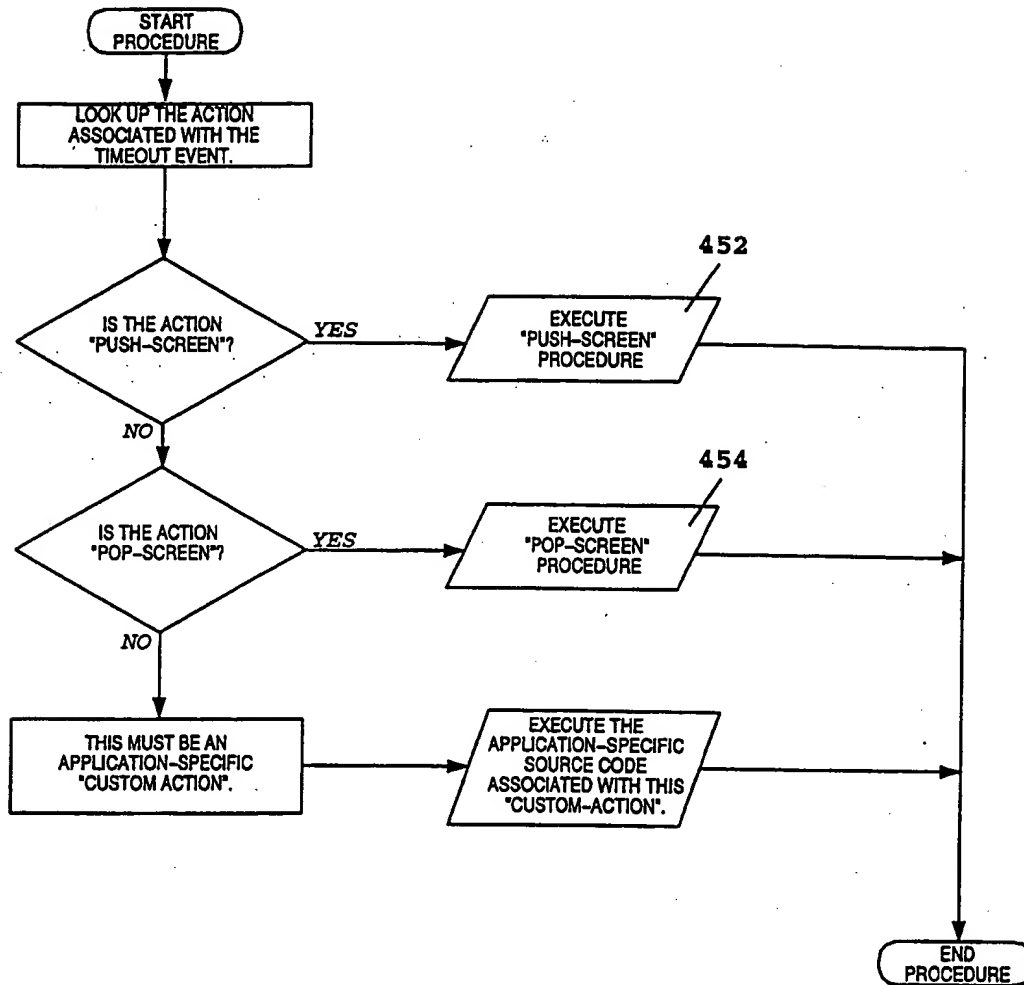 START
PROCEDURE
LOOK UP THE ACTION
ASSOCIATED WITH THE
TIMEOUT EVENT.
452
IS THE ACTION
"PUSH–SCREEN"?
YES
EXECUTE
"PUSH–SCREEN"
PROCEDURE
NO
454
IS THE ACTION
"POP–SCREEN"?
YES
EXECUTE
"POP–SCREEN"
PROCEDURE
NO
THIS MUST BE AN
APPLICATION–SPECIFIC
"CUSTOM ACTION".
EXECUTE THE
APPLICATION–SPECIFIC
SOURCE CODE
ASSOCIATED WITH THIS
"CUSTOM–ACTION".
END
PROCEDURE